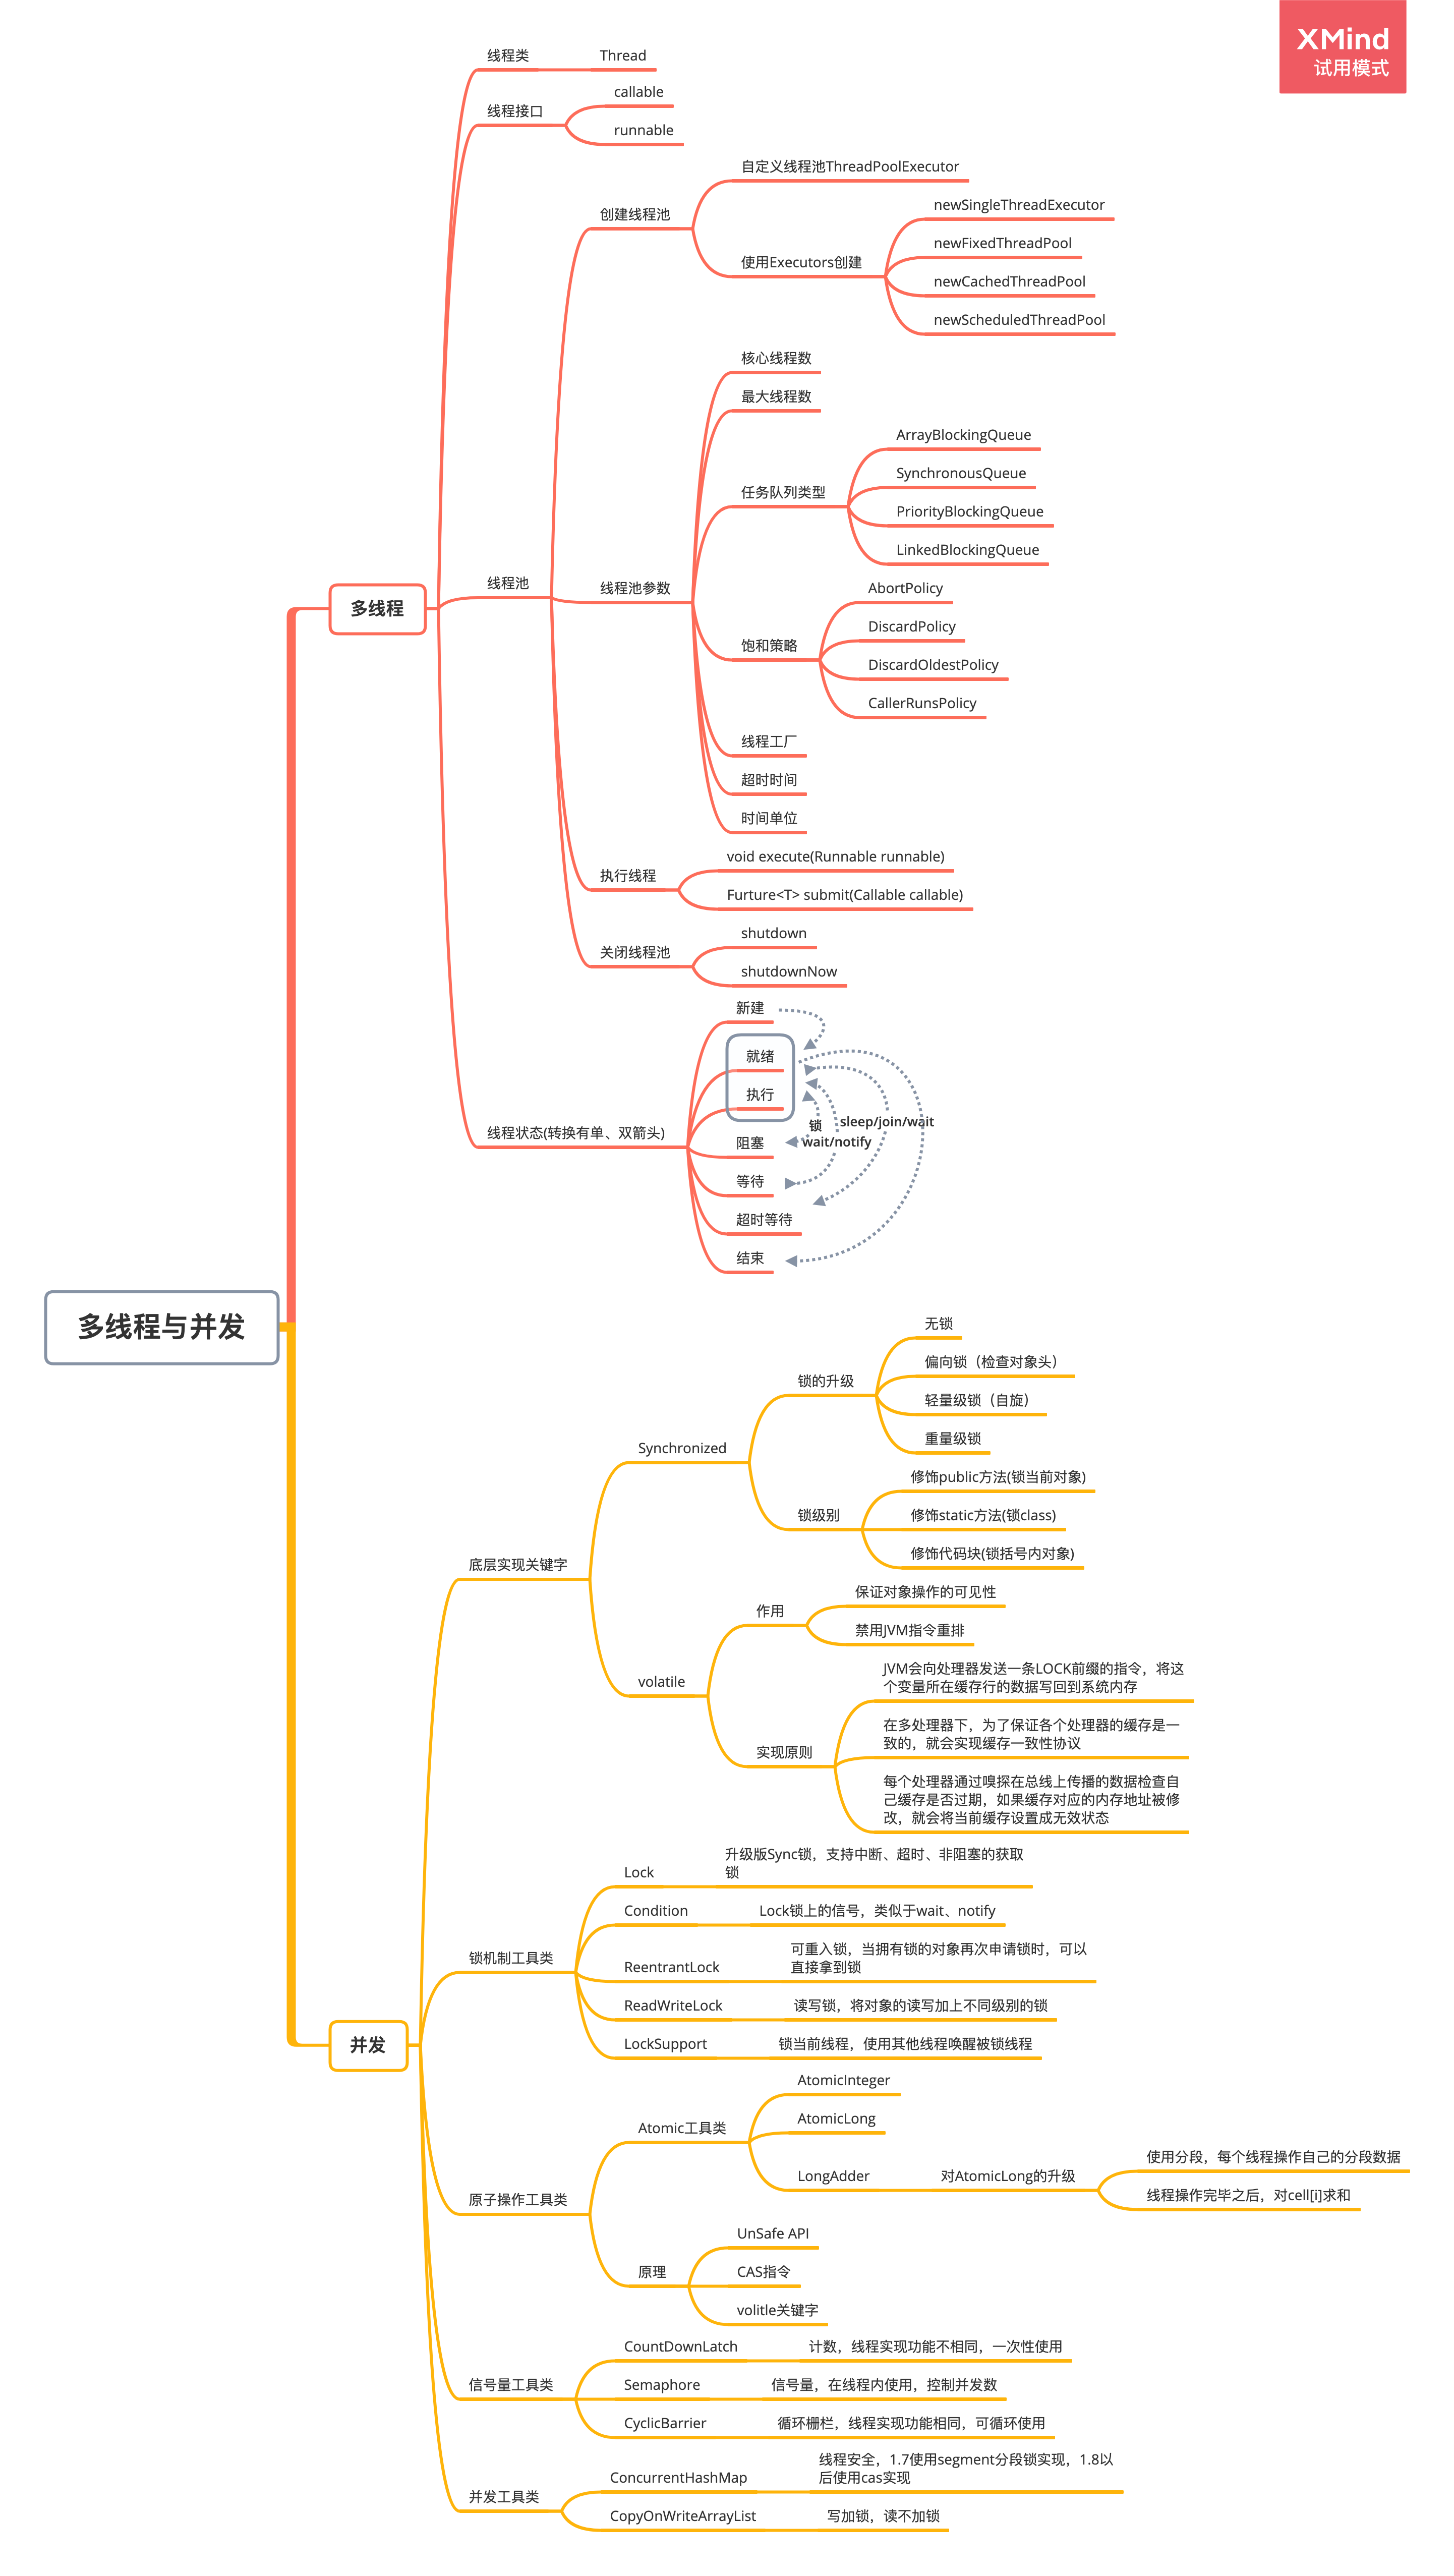 XMind
试用模式
线程类
Thread
线程接口
callable
runnable
自定义线程池ThreadPoolExecutor
创建线程池
newSingleThreadExecutor
newFixedThreadPool
使用Executors创建
newCachedThreadPool
newScheduledThreadPool
核心线程数
最大线程数
ArrayBlockingQueue
SynchronousQueue
任务队列类型
PriorityBlockingQueue
LinkedBlockingQueue
多线程
线程池
线程池参数
AbortPolicy
DiscardPolicy
饱和策略
DiscardOldestPolicy
CallerRunsPolicy
线程工厂
超时时间
时间单位
执行线程
void execute(Runnable runnable)
Furture<T> submit(Callable callable)
关闭线程池
shutdown
shutdownNow
新建
就绪
执行
线程状态(转换有单、双箭头)
锁
sleep/join/wait
wait/notify
阻塞
等待
超时等待
结束
多线程与并发
无锁
偏向锁（检查对象头）
锁的升级
轻量级锁（自旋）
重量级锁
Synchronized
修饰public方法(锁当前对象)
锁级别
修饰static方法(锁class)
修饰代码块(锁括号内对象)
底层实现关键字
保证对象操作的可见性
作用
禁用JVM指令重排
volatile
JVM会向处理器发送一条LOCK前缀的指令，将这
个变量所在缓存行的数据写回到系统内存
在多处理器下，为了保证各个处理器的缓存是一
致的，就会实现缓存一致性协议
实现原则
每个处理器通过嗅探在总线上传播的数据检查自
己缓存是否过期，如果缓存对应的内存地址被修
改，就会将当前缓存设置成无效状态
Lock
升级版Sync锁，支持中断、超时、非阻塞的获取
锁
Condition
Lock锁上的信号，类似于wait、notify
锁机制工具类
ReentrantLock
可重入锁，当拥有锁的对象再次申请锁时，可以
直接拿到锁
ReadWriteLock
读写锁，将对象的读写加上不同级别的锁
LockSupport
锁当前线程，使用其他线程唤醒被锁线程
并发
AtomicInteger
Atomic工具类
AtomicLong
LongAdder
对AtomicLong的升级
使用分段，每个线程操作自己的分段数据
线程操作完毕之后，对cell[i]求和
原子操作工具类
UnSafe API
原理
CAS指令
volitle关键字
CountDownLatch
计数，线程实现功能不相同，一次性使用
信号量工具类
Semaphore
信号量，在线程内使用，控制并发数
CyclicBarrier
循环栅栏，线程实现功能相同，可循环使用
并发工具类
ConcurrentHashMap
线程安全，1.7使用segment分段锁实现，1.8以
后使用cas实现
CopyOnWriteArrayList
写加锁，读不加锁